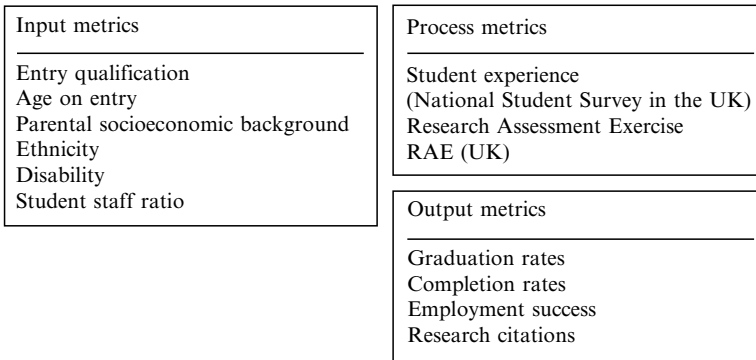 Input metrics
Entry qualification
Age on entry
Parental socioeconomic background
Ethnicity
Disability
Student staff ratio
Process metrics
Student experience
(National Student Survey in the UK)
Research Assessment Exercise
RAE (UK)
Output metrics
Graduation rates
Completion rates
Employment success
Research citations